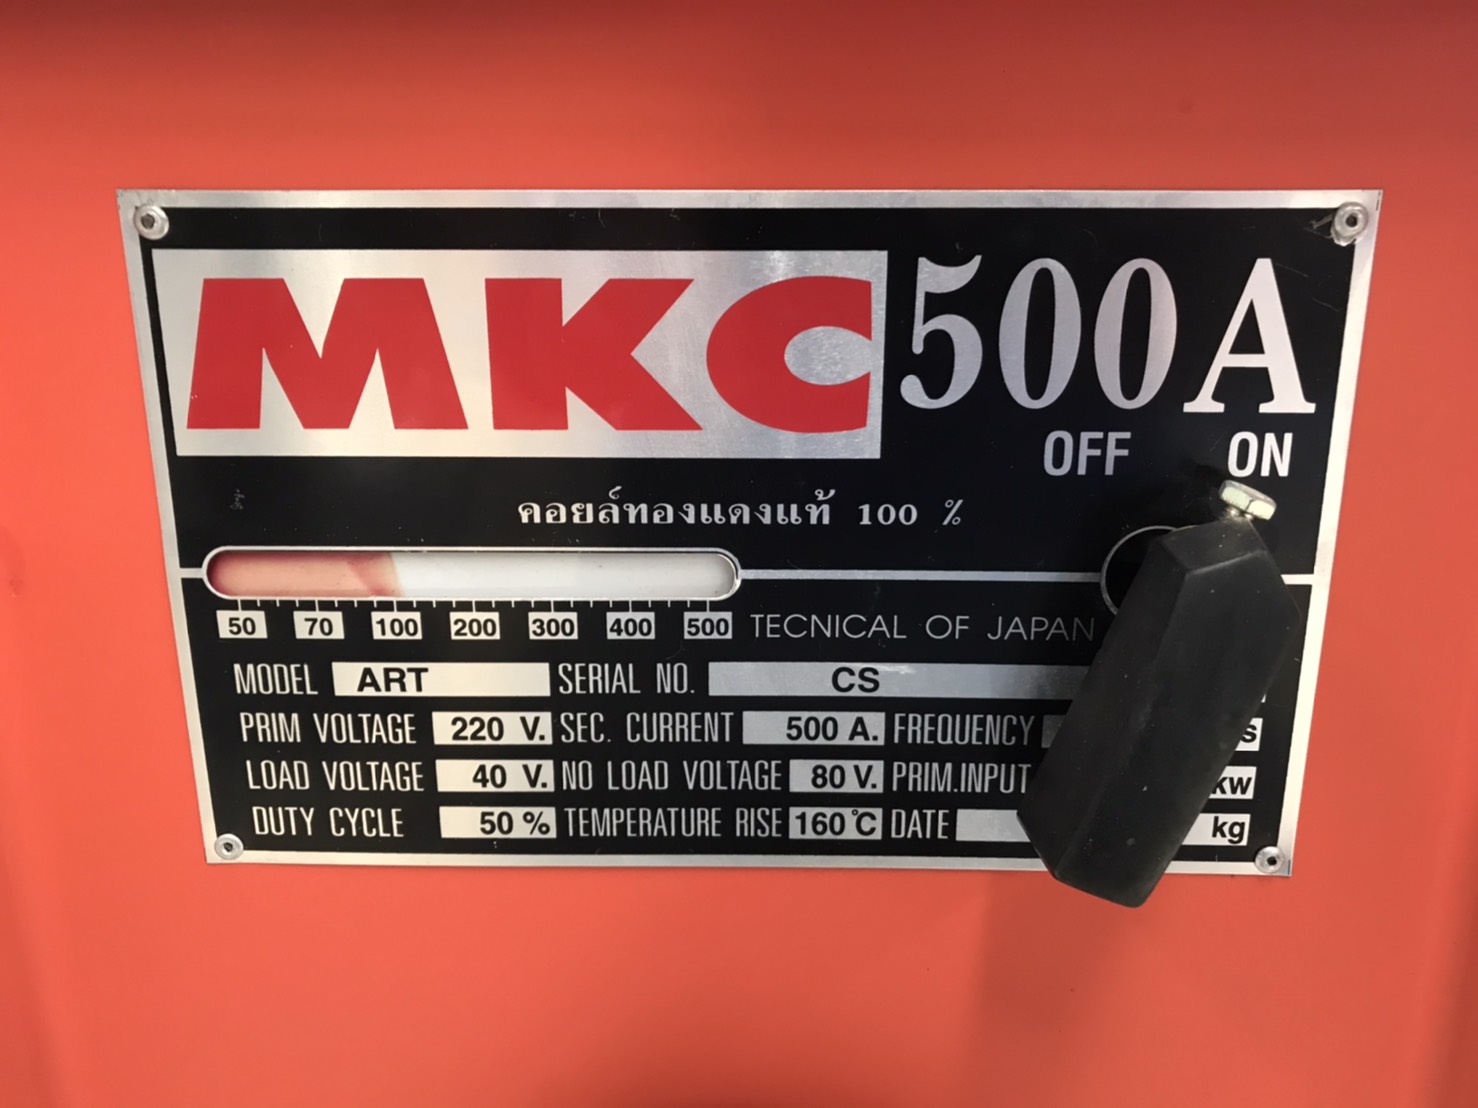 MKC 500A
OFF ON
คอยล์ทองแดงแท้ 100 %
50 70 100 200 300 400 500 TECNICAL OF JAPAN
MODEL ART SERIAL NO. CS
PRIM VOLTAGE 220 V. SEC. CURRENT 500 A. FREQUENCY
LOAD VOLTAGE 40 V. NO LOAD VOLTAGE 80 V. PRIM.INPUT KW
DUTY CYCLE 50 % TEMPERATURE RISE 160 °C DATE kg